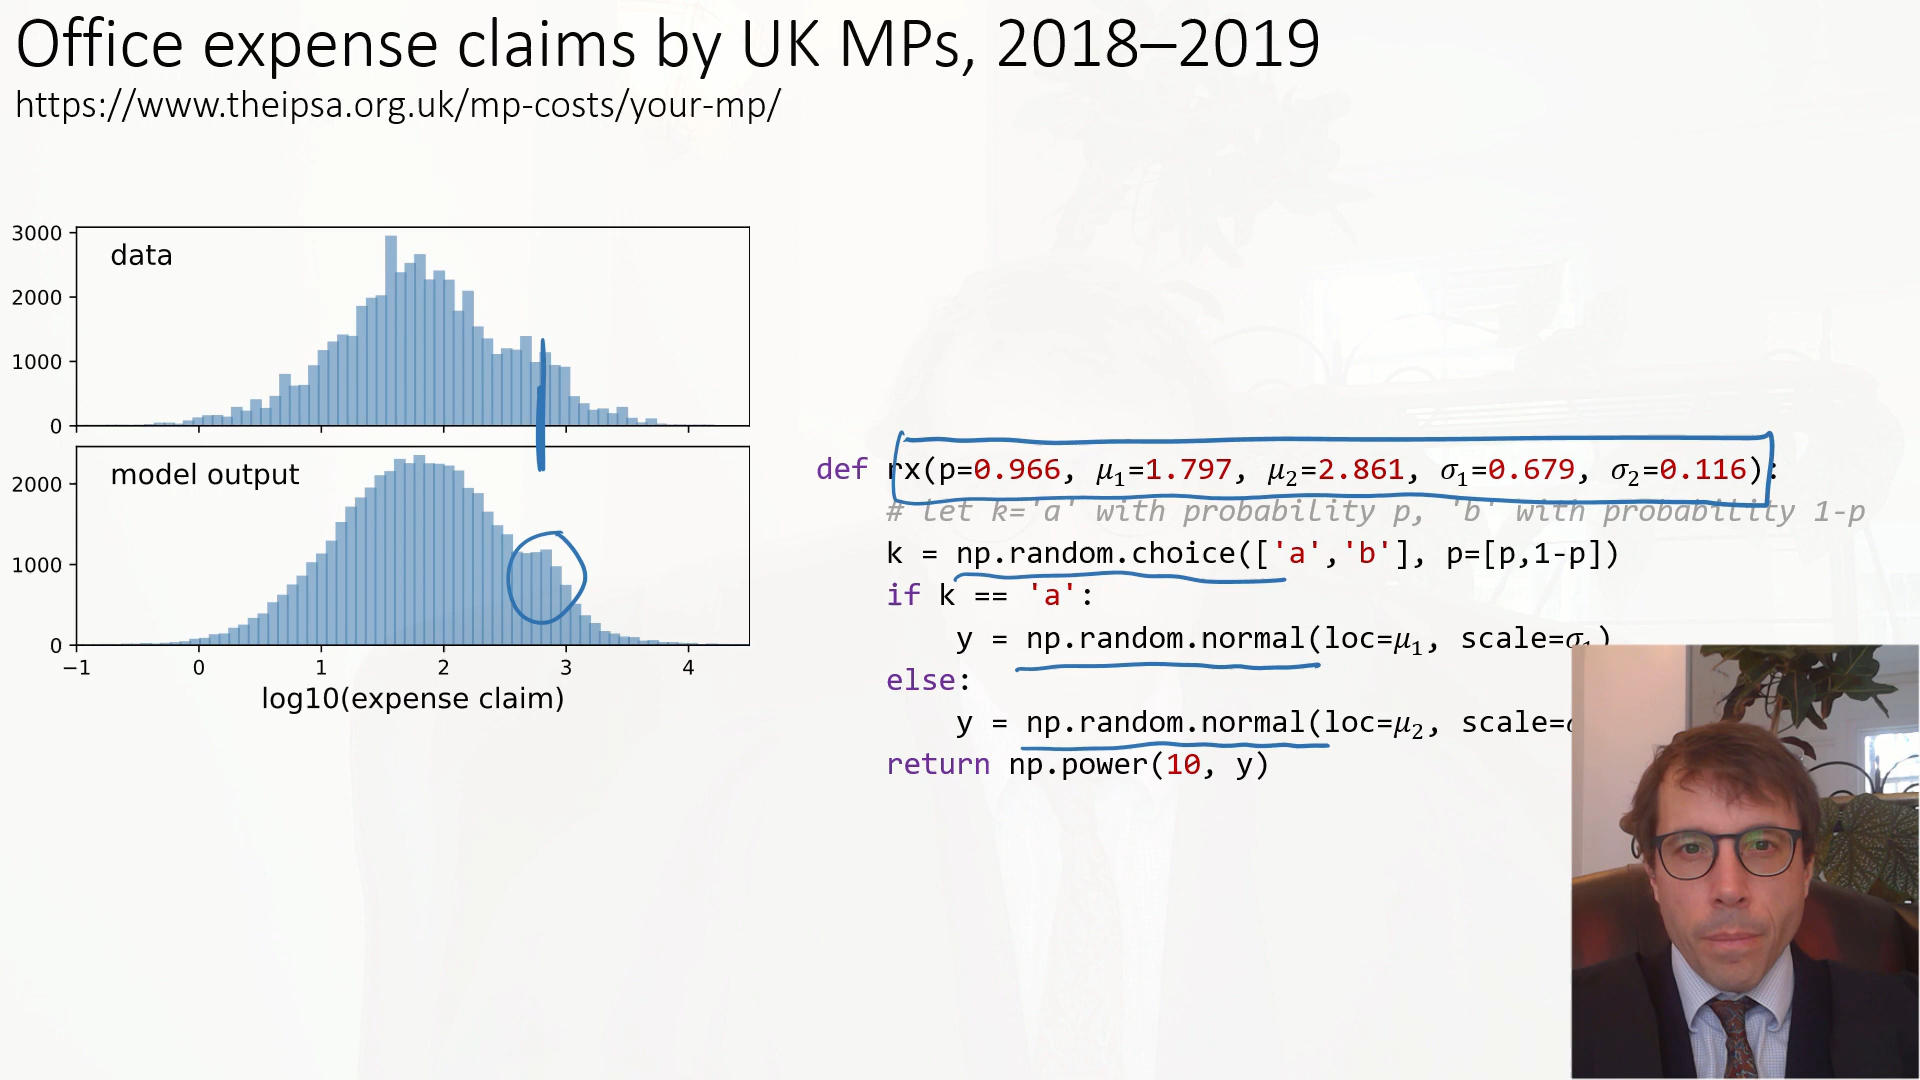 Office expense claims by UK MPs, 2018–2019
https://www.theipsa.org.uk/mp-costs/your-mp/
3000
data
2000
1000
0
model output
2000
1000
0
−1 0 1 2 3 4
log10(expense claim)
def rx(p=0.966, μ₁=1.797, μ₂=2.861, σ₁=0.679, σ₂=0.116):
# let k='a' with probability p, 'b' with probability 1-p
k = np.random.choice(['a','b'], p=[p,1-p])
if k == 'a':
y = np.random.normal(loc=μ₁, scale=σ₁)
else:
y = np.random.normal(loc=μ₂, scale=
return np.power(10, y)